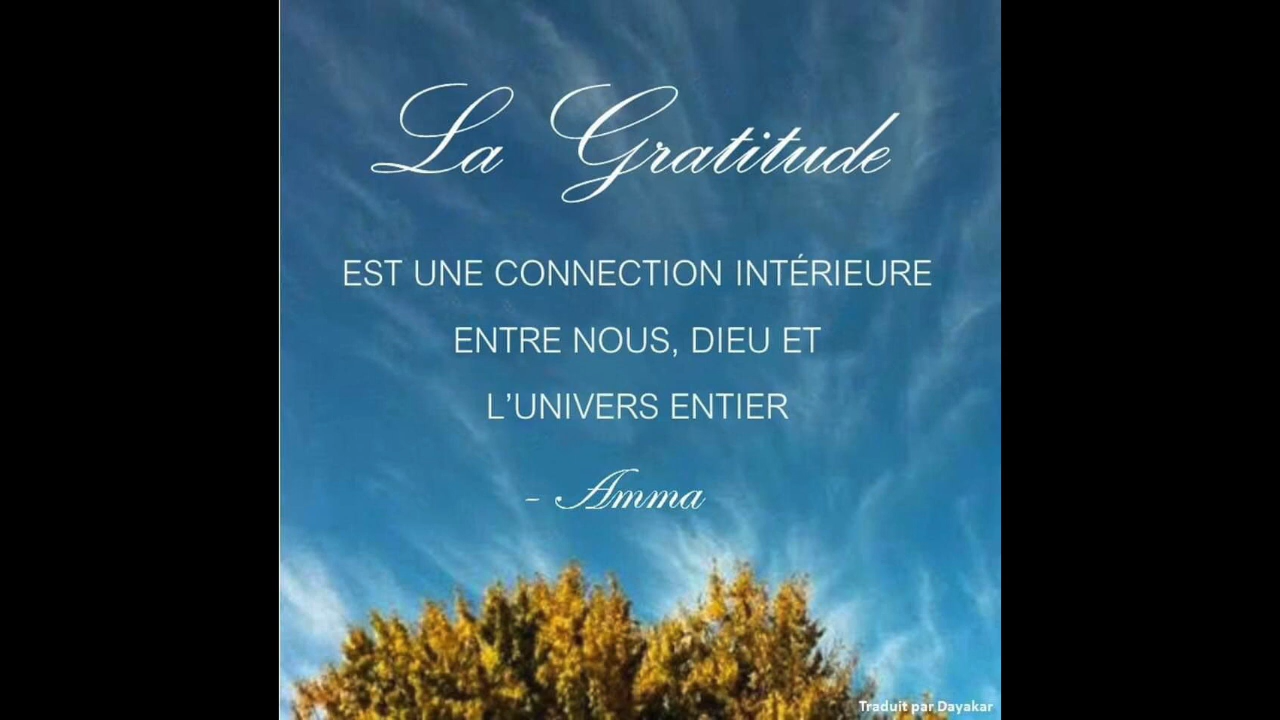 La Gratitude
EST UNE CONNECTION INTÉRIEURE
ENTRE NOUS, DIEU ET
L’UNIVERS ENTIER
- Amma
Traduit par Dayakar